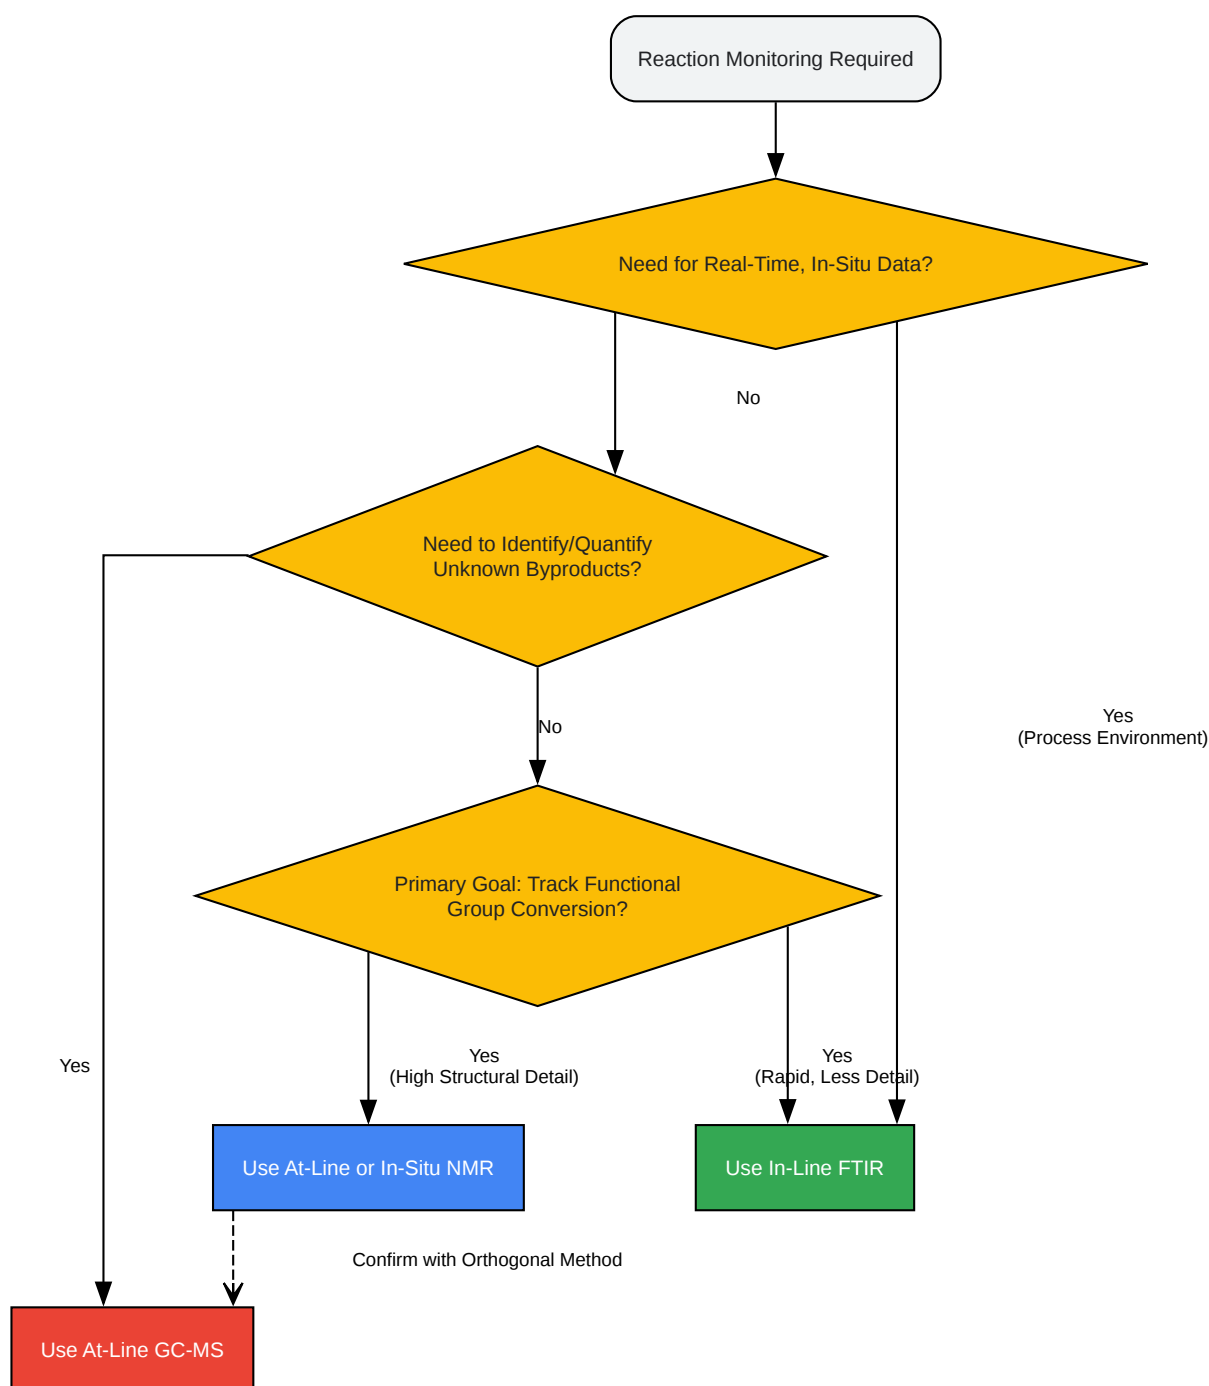 Reaction Monitoring Required
Need for Real-Time, In-Situ Data?
No
Need to Identify/Quantify
Unknown Byproducts?
Yes
(Process Environment)
No
Primary Goal: Track Functional
Group Conversion?
Yes
Yes
(High Structural Detail)
Yes
(Rapid, Less Detail)
Use At-Line or In-Situ NMR
Use In-Line FTIR
Confirm with Orthogonal Method
Use At-Line GC-MS